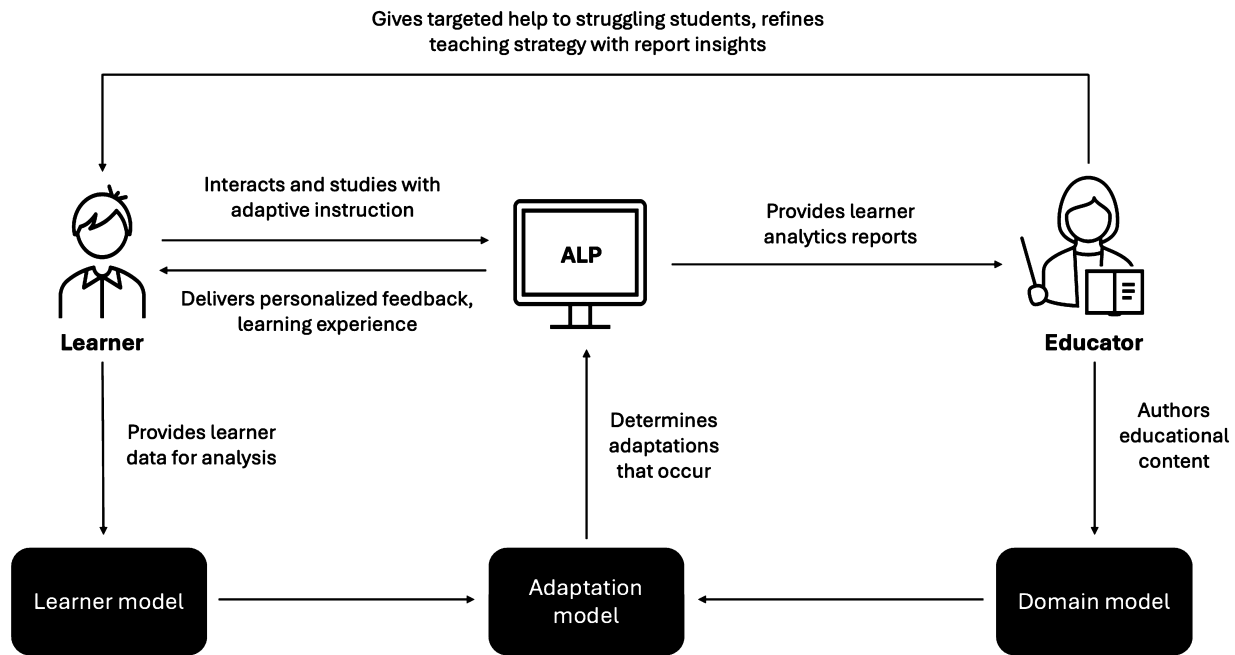 Gives targeted help to struggling students, refines
teaching strategy with report insights
Interacts and studies with
adaptive instruction
ALP
Provides learner
analytics reports
Delivers personalized feedback,
learning experience
Learner
Educator
Provides learner
data for analysis
Determines
adaptations
that occur
Authors
educational
content
Learner model
Adaptation
model
Domain model